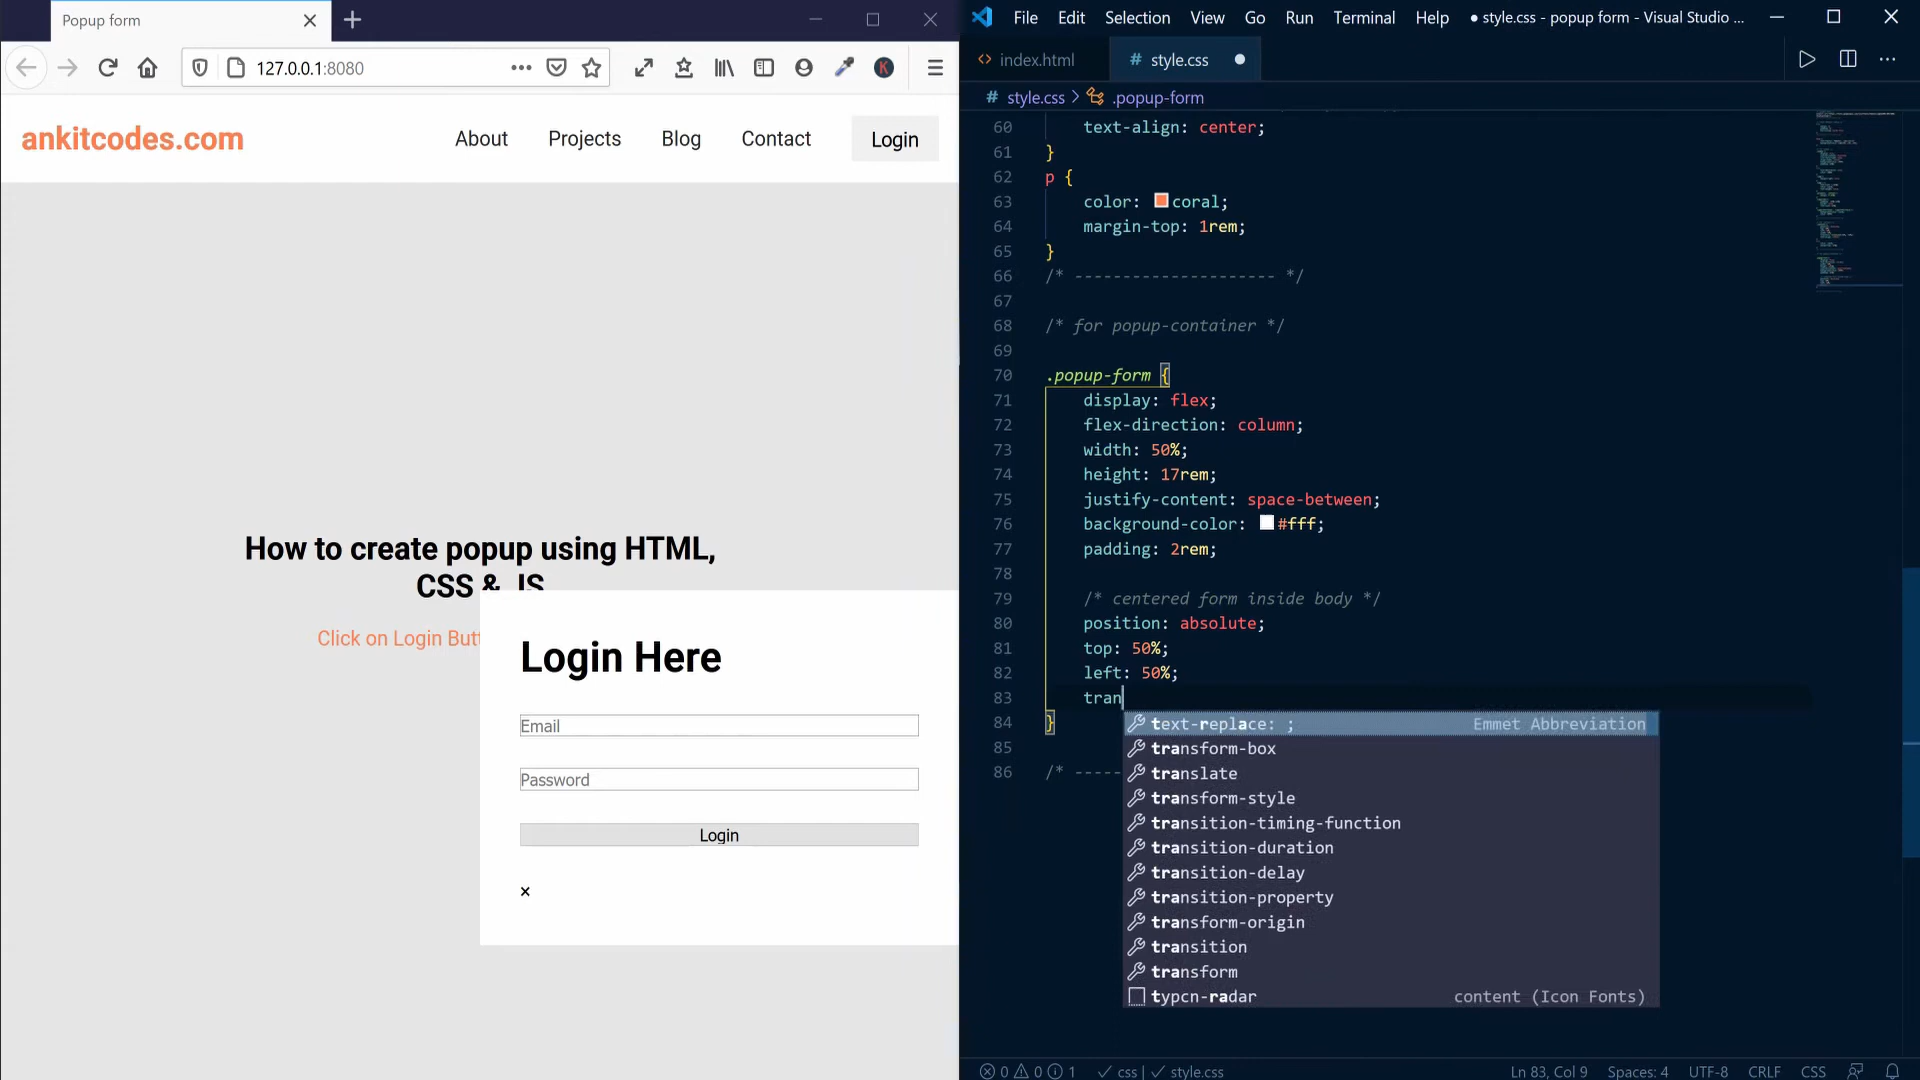 Popup form
127.0.0.1:8080
ankitcodes.com
About
Projects
Blog
Contact
Login
How to create popup using HTML,
CSS & JS
Click on Login Butt
Login Here
Email
Password
Login
×
File Edit Selection View Go Run Terminal Help
● style.css - popup form - Visual Studio ...
index.html
# style.css
# style.css > .popup-form
60 text-align: center;
61 }
62 p {
63 color: coral;
64 margin-top: 1rem;
65 }
66 /* --------------------- */
67
68 /* for popup-container */
69
70 .popup-form {
71 display: flex;
72 flex-direction: column;
73 width: 50%;
74 height: 17rem;
75 justify-content: space-between;
76 background-color: #fff;
77 padding: 2rem;
78
79 /* centered form inside body */
80 position: absolute;
81 top: 50%;
82 left: 50%;
83 tran
84 }
85
86 /* -----
text-replace: ; Emmet Abbreviation
transform-box
translate
transform-style
transition-timing-function
transition-duration
transition-delay
transition-property
transform-origin
transition
transform
typcn-radar content (Icon Fonts)
0 0 1 ✓ css | ✓ style.css
Ln 83, Col 9 Spaces: 4 UTF-8 CRLF CSS